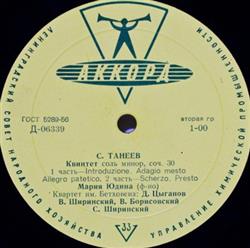 ЛЕНИНГРАДСКИЙ СОВЕТ НАРОДНОГО ХОЗЯЙСТВА
УПРАВЛЕНИЕ ХИМИЧЕСКОЙ ПРОМЫШЛЕННОСТИ
АККОРД
ГОСТ 5289-56
вторая гр
Д-06339
1-00
С. ТАНЕЕВ
Квинтет соль минор, соч. 30
1 часть—Introduzione. Adagio mesto
Allegro patetico, 2 часть—Scherzo. Presto
Мария Юдина (ф-но)
Квартет им. Бетховена: Д. Цыганов
В. Ширинский, В. Борисовский
С. Ширинский
33